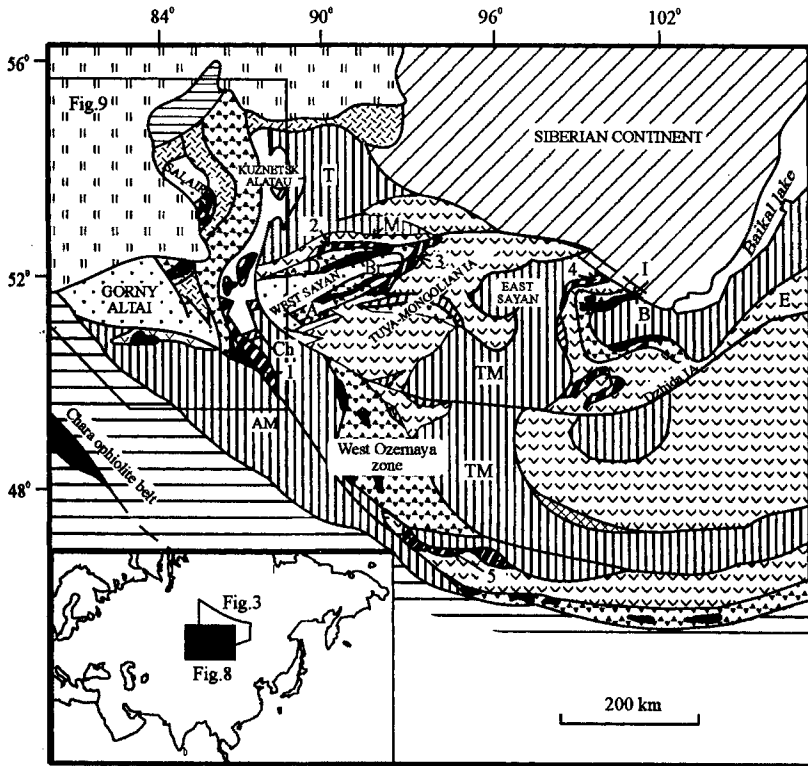 84°
90°
96°
102°
56°
Fig.9
SIBERIAN CONTINENT
KUZNETSK
ALATAU
T
SALAIR
Baikal lake
2
M
52°
D
B
3
4
I
GORNY
ALTAI
WEST SAYAN
TUVA-MONGOLIAN IA
EAST
SAYAN
B
E
Ch
1
TM
Dzhida IA
AM
Chara ophiolite belt
West Ozernaya
zone
TM
48°
5
Fig.3
Fig.8
200 km